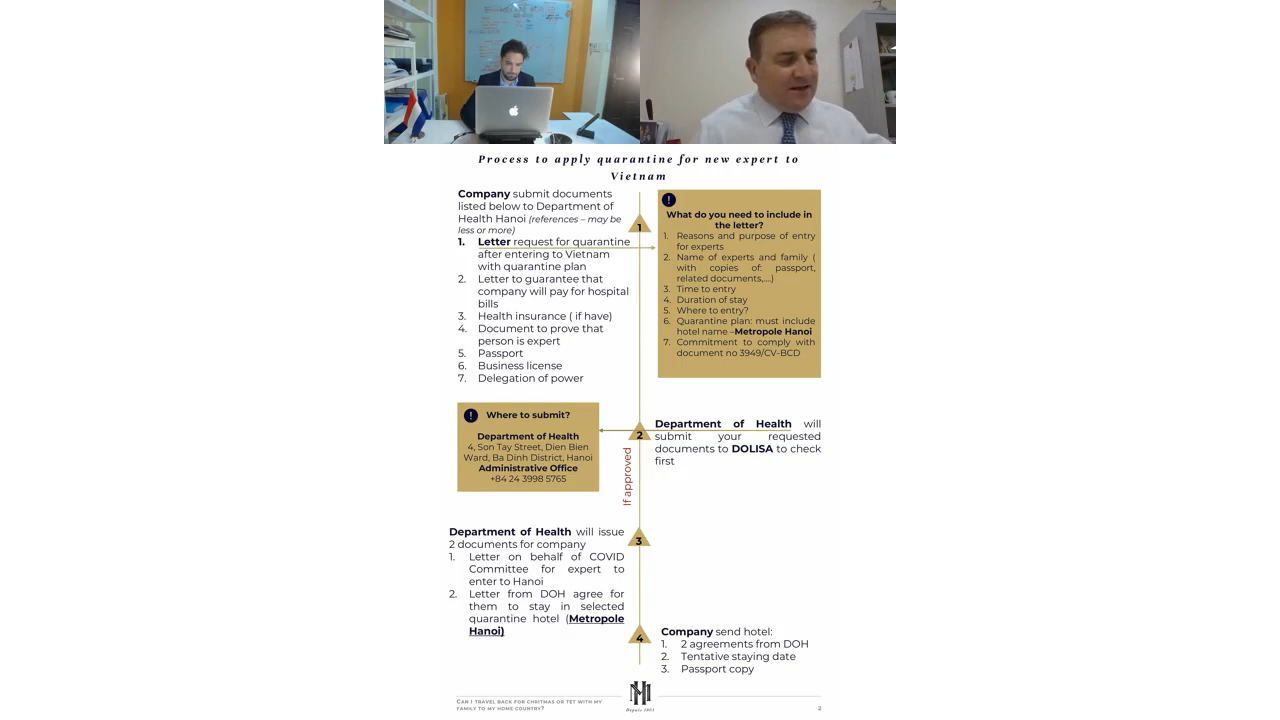 Process to apply quarantine for new expert to
Vietnam
Company submit documents
listed below to Department of
Health Hanoi (references – may be
less or more)
1. Letter request for quarantine
after entering to Vietnam
with quarantine plan
2. Letter to guarantee that
company will pay for hospital
bills
3. Health insurance ( if have)
4. Document to prove that
person is expert
5. Passport
6. Business license
7. Delegation of power
1
!
What do you need to include in
the letter?
1. Reasons and purpose of entry
for experts
2. Name of experts and family (
with copies of: passport,
related documents,....)
3. Time to entry
4. Duration of stay
5. Where to entry?
6. Quarantine plan: must include
hotel name –Metropole Hanoi
7. Commitment to comply with
document no 3949/CV-BCD
! Where to submit?
Department of Health
4, Son Tay Street, Dien Bien
Ward, Ba Dinh District, Hanoi
Administrative Office
+84 24 3998 5765
2
Department of Health will
submit your requested
documents to DOLISA to check
first
If approved
Department of Health will issue
2 documents for company
1. Letter on behalf of COVID
Committee for expert to
enter to Hanoi
2. Letter from DOH agree for
them to stay in selected
quarantine hotel (Metropole
Hanoi)
3
4
Company send hotel:
1. 2 agreements from DOH
2. Tentative staying date
3. Passport copy
Can I travel back for chritmas or tet with my
family to my home country?
Depuis 1901
2